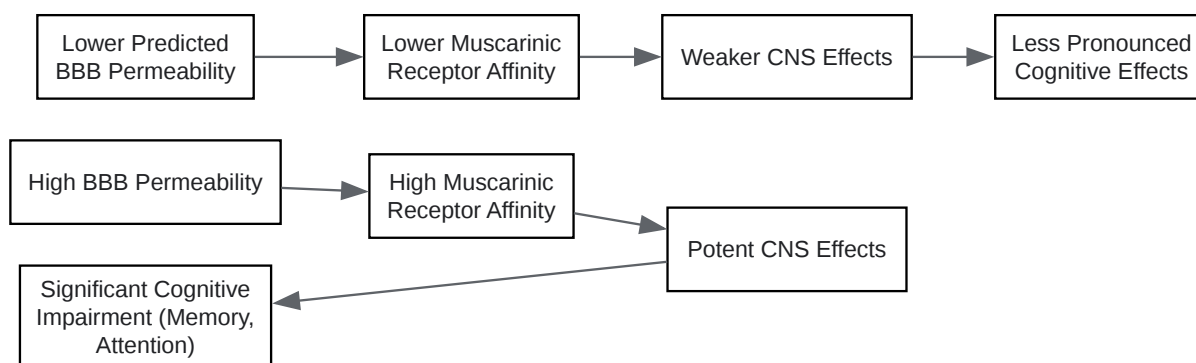 Lower Predicted
BBB Permeability
Lower Muscarinic
Receptor Affinity
Weaker CNS Effects
Less Pronounced
Cognitive Effects
High BBB Permeability
High Muscarinic
Receptor Affinity
Potent CNS Effects
Significant Cognitive
Impairment (Memory,
Attention)